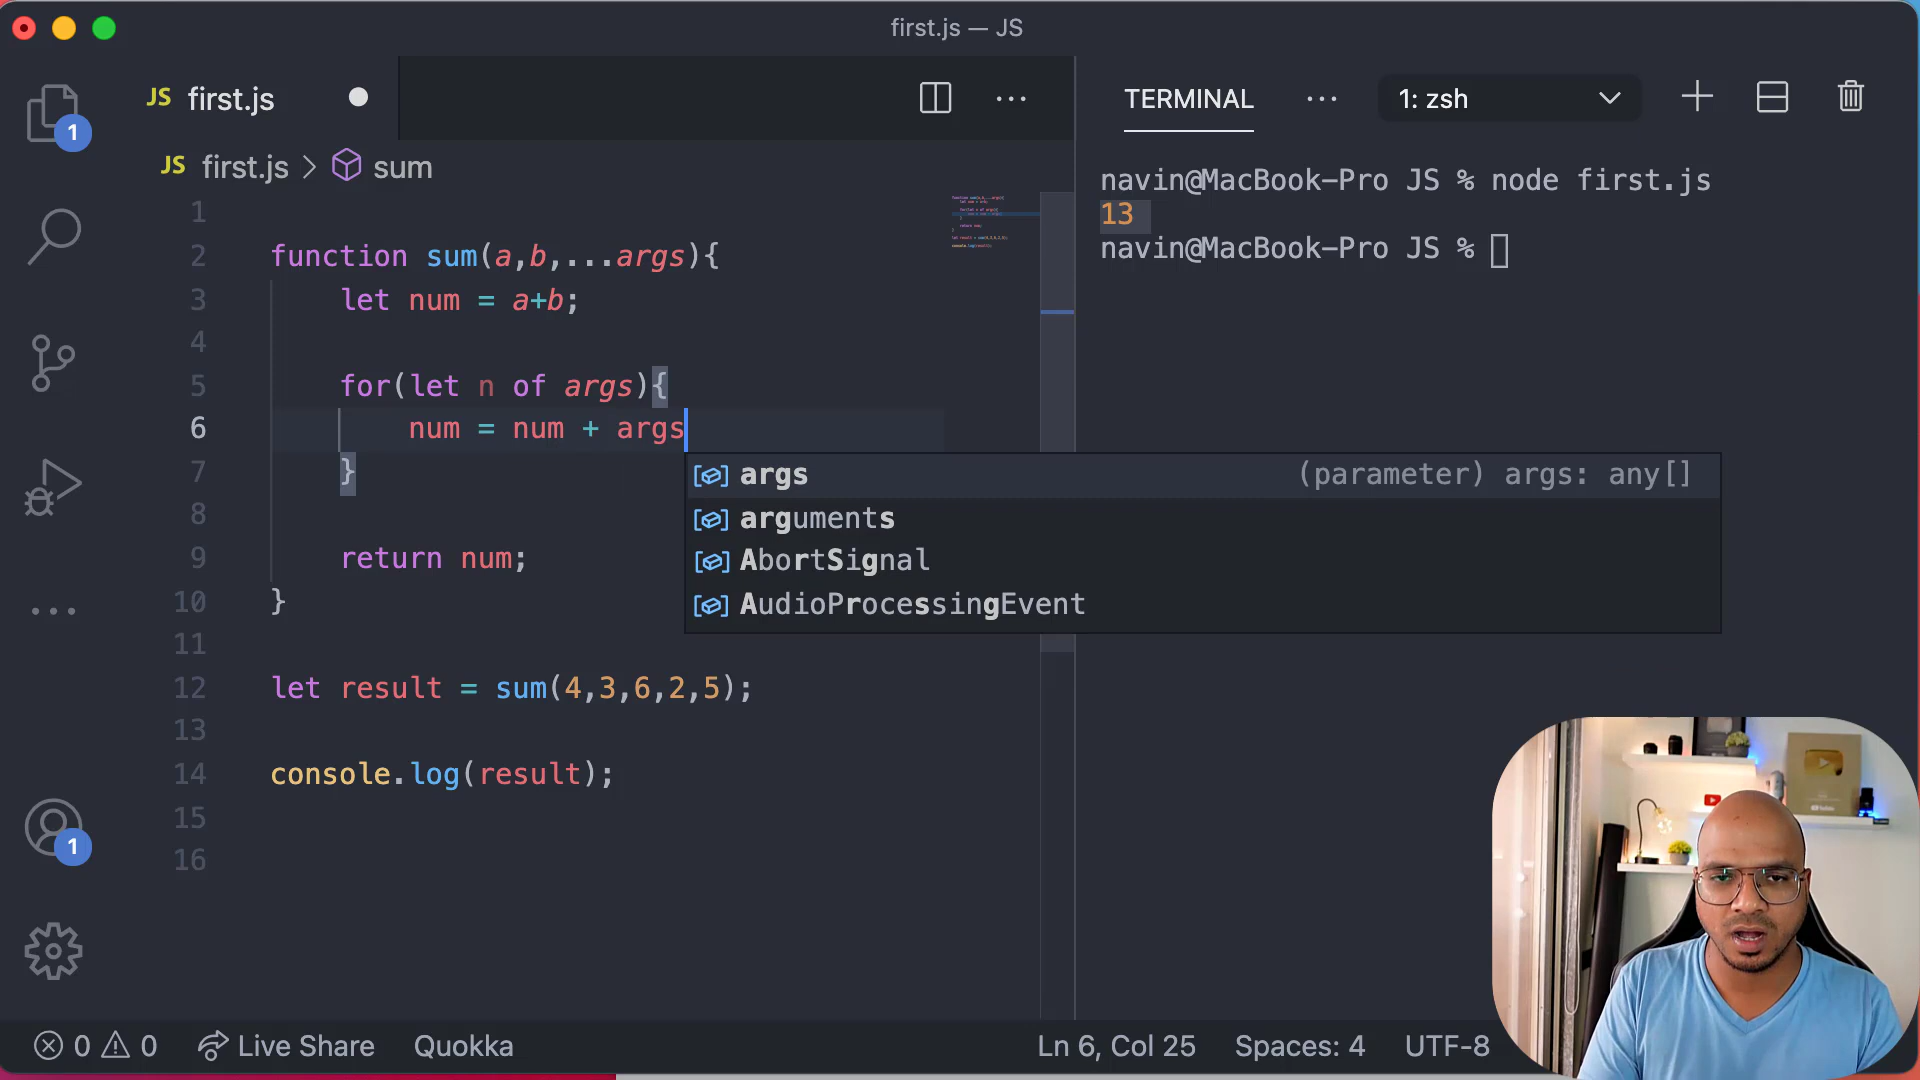 first.js — JS
JS first.js
TERMINAL ... 1: zsh
1
JS first.js > sum
navin@MacBook-Pro JS % node first.js
13
navin@MacBook-Pro JS %
1
2 function sum(a,b,...args){
3 let num = a+b;
4
5 for(let n of args){
6 num = num + args
7 }
8
9 return num;
10 }
11
12 let result = sum(4,3,6,2,5);
13
14 console.log(result);
15
16
args (parameter) args: any[]
arguments
AbortSignal
AudioProcessingEvent
1
0 0 Live Share Quokka Ln 6, Col 25 Spaces: 4 UTF-8